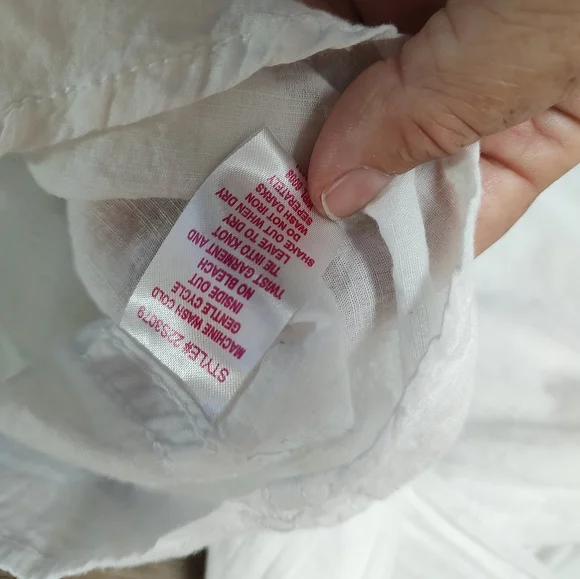 STYLE# 22S3079
MACHINE WASH COLD
GENTLE CYCLE
INSIDE OUT
NO BLEACH
TWIST GARMENT AND
TIE INTO KNOT
LEAVE TO DRY
SHAKE OUT WHEN DRY
DO NOT IRON
WASH DARKS
SEPERATELY